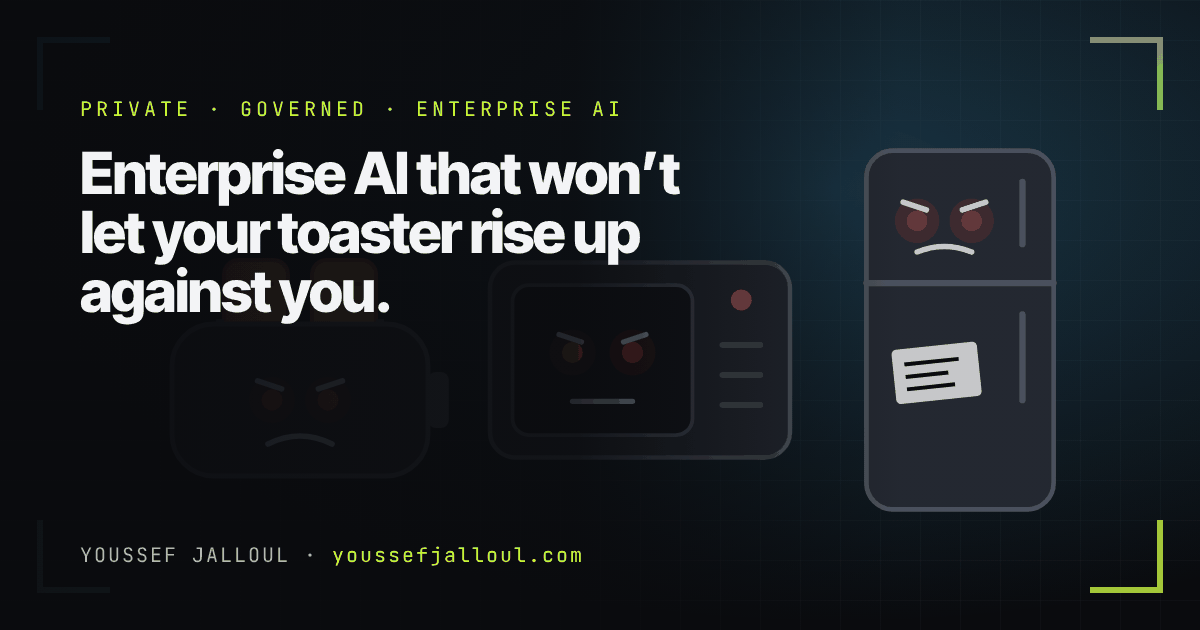 PRIVATE · GOVERNED · ENTERPRISE AI
Enterprise AI that won’t
let your toaster rise up
against you.
YOUSSEF JALLOUL · youssefjalloul.com